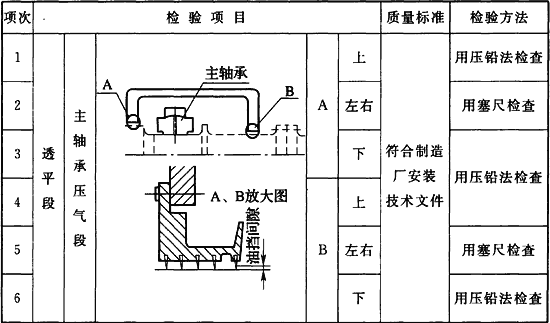 项次 检验项目 质量标准 检验方法
1 上 用压铅法检查
主轴承
A B
2 A 左右 用塞尺检查
3 下 用压铅法检查
透平段 主轴承压气段
符合制造
厂安装
技术文件
A、B放大图
4 上
油挡间隙
5 B 左右 用塞尺检查
6 下 用压铅法检查